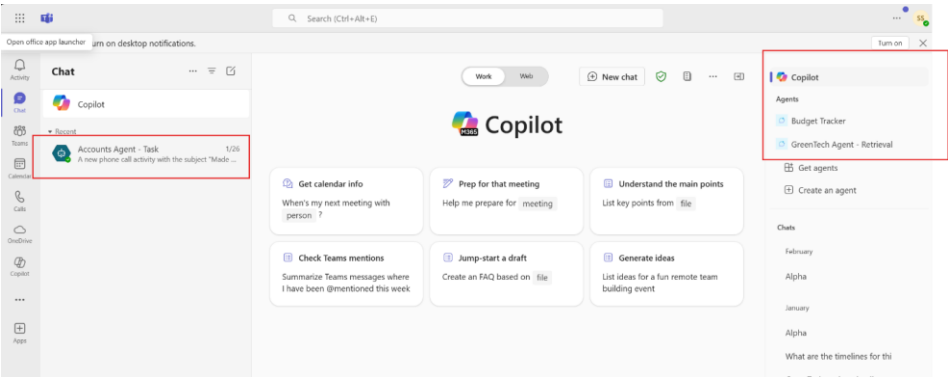 Search (Ctrl+Alt+E)
SS
Open office app launcher
urn on desktop notifications.
Turn on
Activity
Chat
Teams
Calendar
Calls
OneDrive
Copilot
Apps
Chat
Copilot
Recent
Accounts Agent - Task 1/26
A new phone call activity with the subject "Made ...
Work Web
New chat
M365 Copilot
Get calendar info
When's my next meeting with
person ?
Prep for that meeting
Help me prepare for meeting
Understand the main points
List key points from file
Check Teams mentions
Summarize Teams messages where
I have been @mentioned this week
Jump-start a draft
Create an FAQ based on file
Generate ideas
List ideas for a fun remote team
building event
Copilot
Agents
Budget Tracker
GreenTech Agent - Retrieval
Get agents
Create an agent
Chats
February
Alpha
January
Alpha
What are the timelines for thi